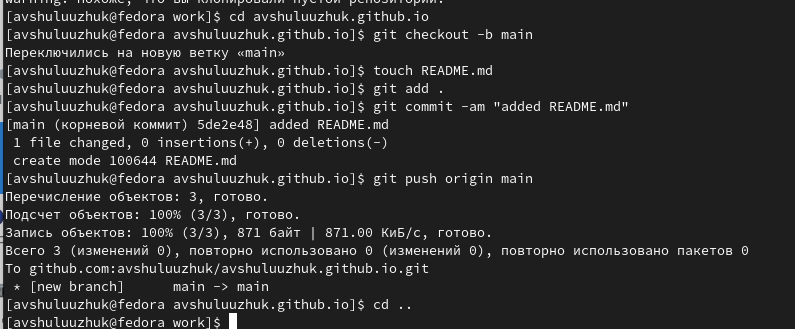 warning: похоже, что вы клонировали пустой репозиторий.
[avshuluuzhuk@fedora work]$ cd avshuluuzhuk.github.io
[avshuluuzhuk@fedora avshuluuzhuk.github.io]$ git checkout -b main
Переключились на новую ветку «main»
[avshuluuzhuk@fedora avshuluuzhuk.github.io]$ touch README.md
[avshuluuzhuk@fedora avshuluuzhuk.github.io]$ git add .
[avshuluuzhuk@fedora avshuluuzhuk.github.io]$ git commit -am "added README.md"
[main (корневой коммит) 5de2e48] added README.md
 1 file changed, 0 insertions(+), 0 deletions(-)
 create mode 100644 README.md
[avshuluuzhuk@fedora avshuluuzhuk.github.io]$ git push origin main
Перечисление объектов: 3, готово.
Подсчет объектов: 100% (3/3), готово.
Запись объектов: 100% (3/3), 871 байт | 871.00 КиБ/с, готово.
Всего 3 (изменений 0), повторно использовано 0 (изменений 0), повторно использовано пакетов 0
To github.com:avshuluuzhuk/avshuluuzhuk.github.io.git
 * [new branch]      main -> main
[avshuluuzhuk@fedora avshuluuzhuk.github.io]$ cd ..
[avshuluuzhuk@fedora work]$